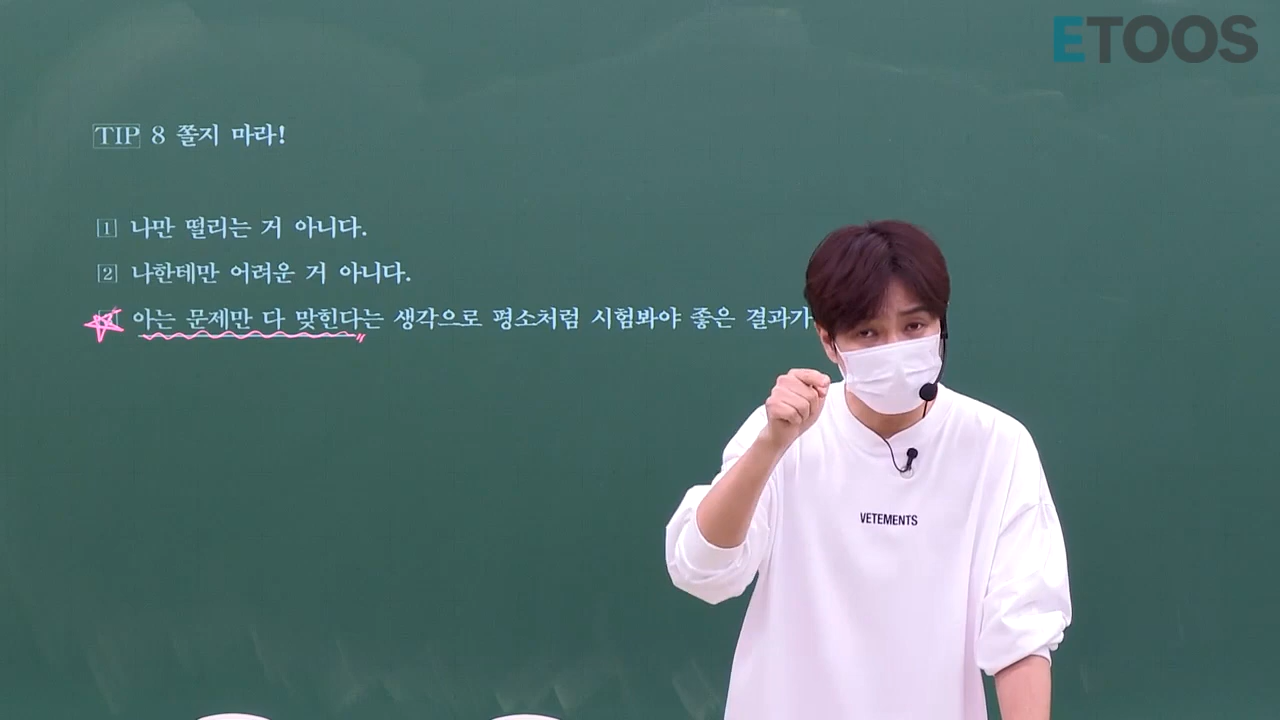 ETOOS
TIP 8 쫄지 마라!
1 나만 떨리는 거 아니다.
2 나한테만 어려운 거 아니다.
아는 문제만 다 맞힌다는 생각으로 평소처럼 시험봐야 좋은 결과가
VETEMENTS